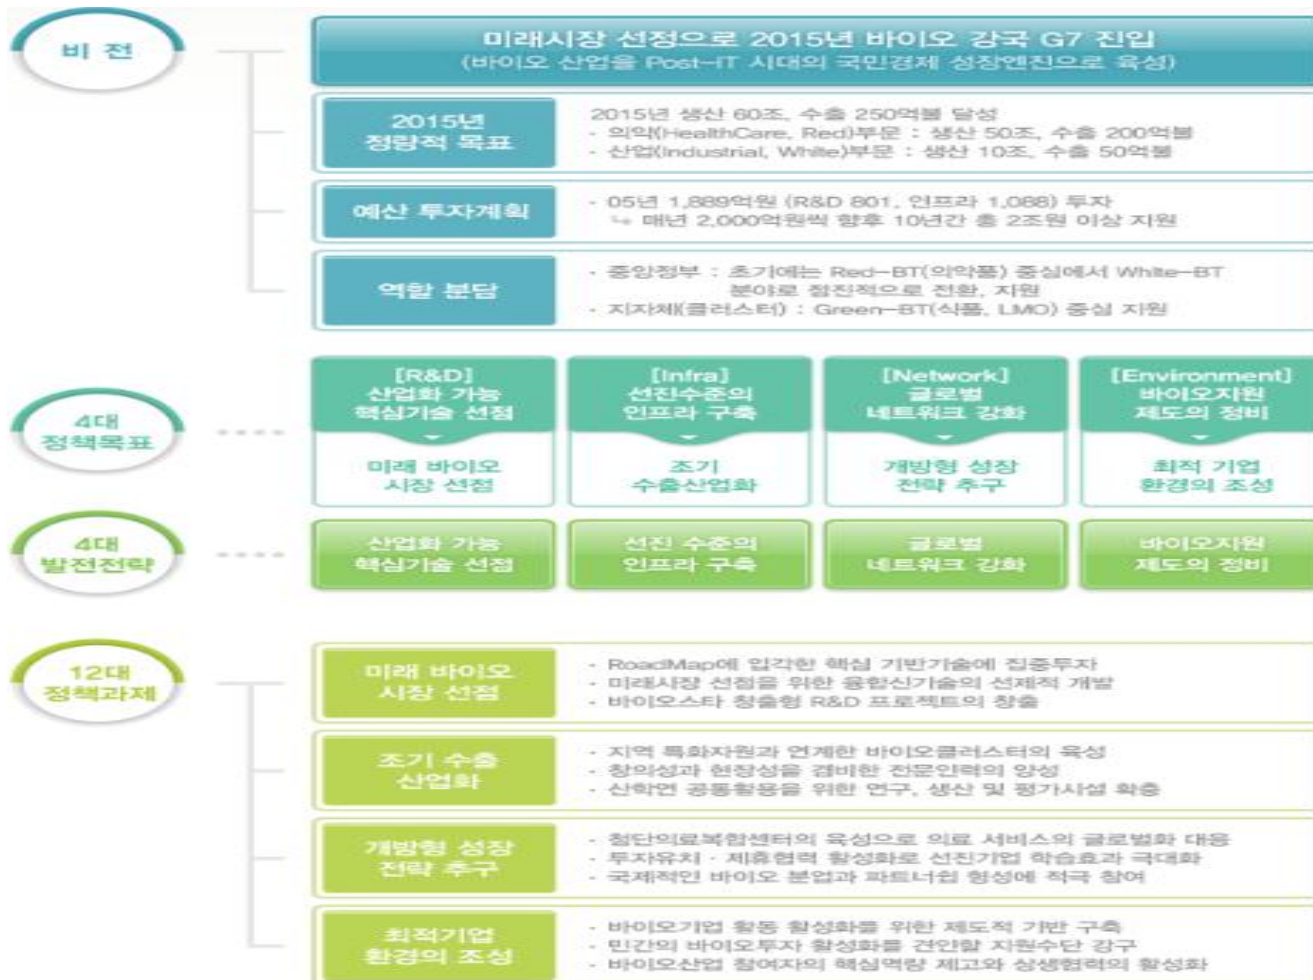 비 전
미래시장 선정으로 2015년 바이오 강국 G7 진입
(바이오 산업을 Post-IT 시대의 국민경제 성장엔진으로 육성)
2015년
정량적 목표
2015년 생산 60조, 수출 250억불 달성
- 의약(HealthCare, Red)부문 : 생산 50조, 수출 200억불
- 산업(Industrial, White)부문 : 생산 10조, 수출 50억불
예산 투자계획
- 05년 1,889억원 (R&D 801, 인프라 1,088) 투자
↳ 매년 2,000억원씩 향후 10년간 총 2조원 이상 지원
역할 분담
- 중앙정부 : 초기에는 Red-BT(의약품) 중심에서 White-BT
분야로 점진적으로 전환, 지원
- 지자체(클러스터) : Green-BT(식품, LMO) 중심 지원
4대
정책목표
[R&D]
산업화 가능
핵심기술 선점
미래 바이오
시장 선점
[Infra]
선진수준의
인프라 구축
조기
수출산업화
[Network]
글로벌
네트워크 강화
개방형 성장
전략 추구
[Environment]
바이오지원
제도의 정비
최적 기업
환경의 조성
4대
발전전략
산업화 가능
핵심기술 선점
선진 수준의
인프라 구축
글로벌
네트워크 강화
바이오지원
제도의 정비
12대
정책과제
미래 바이오
시장 선점
- RoadMap에 입각한 핵심 기반기술에 집중투자
- 미래시장 선점을 위한 융합신기술의 선제적 개발
- 바이오스타 창출형 R&D 프로젝트의 창출
조기 수출
산업화
- 지역 특화자원과 연계한 바이오클러스터의 육성
- 창의성과 현장성을 겸비한 전문인력의 양성
- 산학연 공동활용을 위한 연구, 생산 및 평가시설 확충
개방형 성장
전략 추구
- 첨단의료복합센터의 육성으로 의료 서비스의 글로벌화 대응
- 투자유치 · 제휴협력 활성화로 선진기업 학습효과 극대화
- 국제적인 바이오 분업과 파트너쉽 형성에 적극 참여
최적기업
환경의 조성
- 바이오기업 활동 활성화를 위한 제도적 기반 구축
- 민간의 바이오투자 활성화를 견인할 지원수단 강구
- 바이오산업 참여자의 핵심역량 제고와 상생협력의 활성화